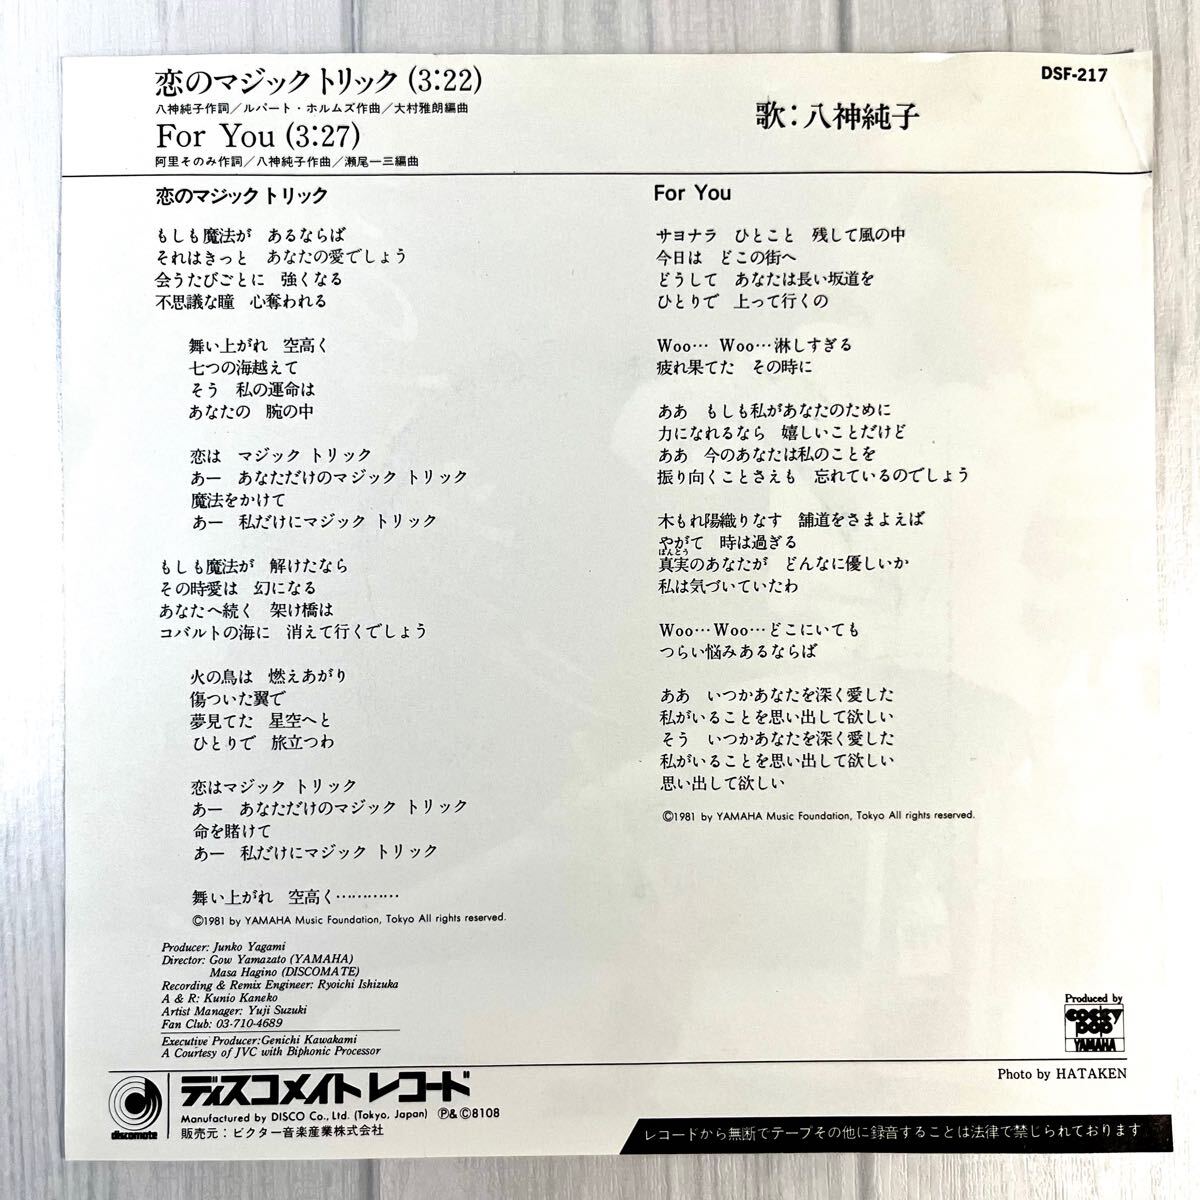 恋のマジック トリック (3:22)
八神純子作詞／ルパート・ホルムズ作曲／大村雅朗編曲
For You (3:27)
阿里そのみ作詞／八神純子作曲／瀬尾一三編曲
歌：八神純子
DSF-217
恋のマジック トリック
もしも魔法が　あるならば
それはきっと　あなたの愛でしょう
会うたびごとに　強くなる
不思議な瞳　心奪われる
舞い上がれ　空高く
七つの海越えて
そう　私の運命は
あなたの　腕の中
恋は　マジック トリック
あー　あなただけのマジック トリック
魔法をかけて
あー　私だけにマジック トリック
もしも魔法が　解けたなら
その時愛は　幻になる
あなたへ続く　架け橋は
コバルトの海に　消えて行くでしょう
火の鳥は　燃えあがり
傷ついた翼で
夢見てた　星空へと
ひとりで　旅立つわ
恋はマジック トリック
あー　あなただけのマジック トリック
命を賭けて
あー　私だけにマジック トリック
舞い上がれ　空高く…………
©1981 by YAMAHA Music Foundation, Tokyo All rights reserved.
Producer: Junko Yagami
Director: Gow Yamazato (YAMAHA)
Masa Hagino (DISCOMATE)
Recording & Remix Engineer: Ryoichi Ishizuka
A & R: Kunio Kaneko
Artist Manager: Yuji Suzuki
Fan Club: 03-710-4689
Executive Producer: Genichi Kawakami
A Courtesy of JVC with Biphonic Processor
For You
サヨナラ　ひとこと　残して風の中
今日は　どこの街へ
どうして　あなたは長い坂道を
ひとりで　上って行くの
Woo… Woo…淋しすぎる
疲れ果てた　その時に
ああ　もしも私があなたのために
力になれるなら　嬉しいことだけど
ああ　今のあなたは私のことを
振り向くことさえも　忘れているのでしょう
木もれ陽織りなす　舗道をさまよえば
やがて　時は過ぎる
ほんとう
真実のあなたが　どんなに優しいか
私は気づいていたわ
Woo…Woo…どこにいても
つらい悩みあるならば
ああ　いつかあなたを深く愛した
私がいることを思い出して欲しい
そう　いつかあなたを深く愛した
私がいることを思い出して欲しい
思い出して欲しい
©1981 by YAMAHA Music Foundation, Tokyo All rights reserved.
Produced by
cocky pop
YAMAHA
Photo by HATAKEN
discomate
ディスコメイトレコード
Manufactured by DISCO Co., Ltd. (Tokyo, Japan) ℗&©8108
販売元：ビクター音楽産業株式会社
レコードから無断でテープその他に録音することは法律で禁じられております